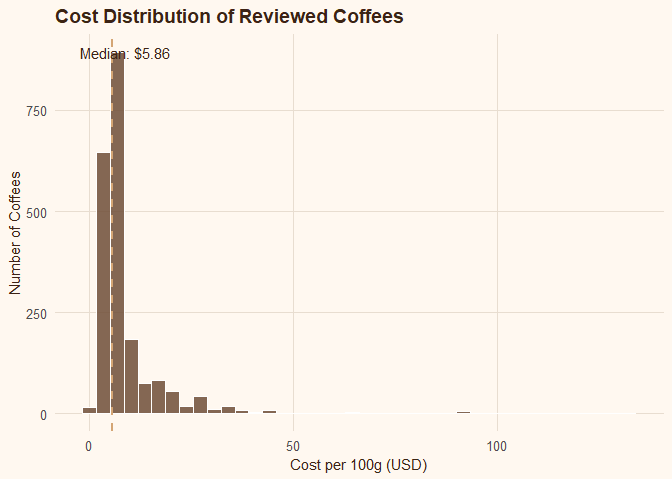 Cost Distribution of Reviewed Coffees
Median: $5.86
750
500
250
0
Number of Coffees
0 50 100
Cost per 100g (USD)